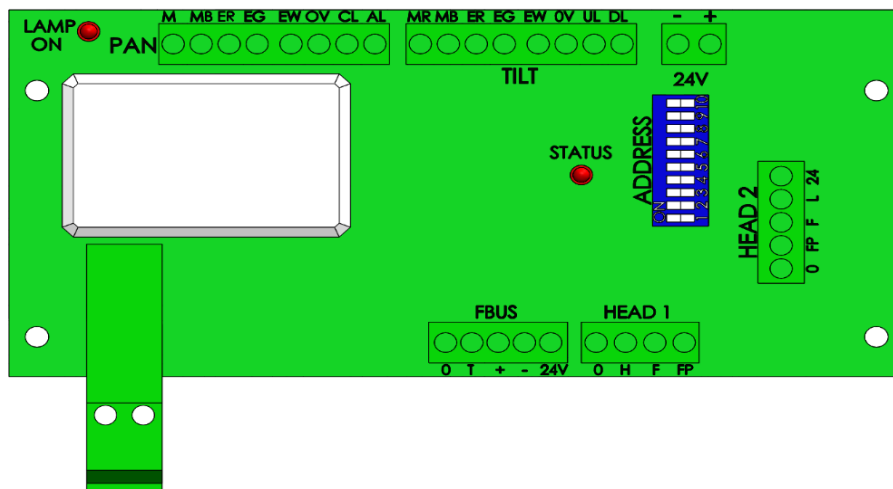 LAMP
ON
PAN
M MB ER EG EW OV CL AL
MR MB ER EG EW 0V UL DL
TILT
- +
24V
STATUS
ADDRESS
ON
1 2 3 4 5 6 7 8 9 10
HEAD 2
0 FP F L 24
FBUS
0 T + - 24V
HEAD 1
0 H F FP